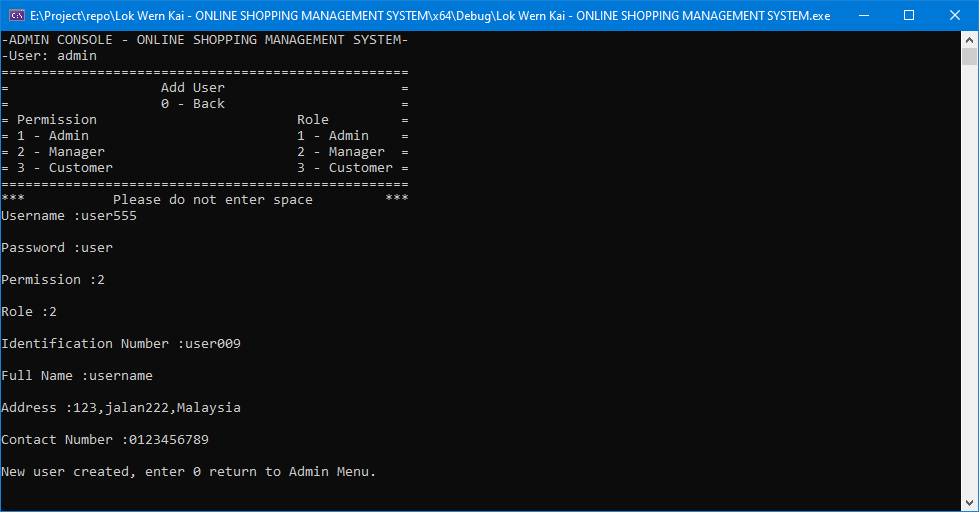 E:\Project\repo\Lok Wern Kai - ONLINE SHOPPING MANAGEMENT SYSTEM\x64\Debug\Lok Wern Kai - ONLINE SHOPPING MANAGEMENT SYSTEM.exe
-ADMIN CONSOLE - ONLINE SHOPPING MANAGEMENT SYSTEM-
-User: admin
===================================================
=                   Add User                      =
=                   0 - Back                      =
= Permission                         Role         =
= 1 - Admin                          1 - Admin    =
= 2 - Manager                        2 - Manager  =
= 3 - Customer                       3 - Customer =
===================================================
***           Please do not enter space         ***
Username :user555
Password :user
Permission :2
Role :2
Identification Number :user009
Full Name :username
Address :123,jalan222,Malaysia
Contact Number :0123456789
New user created, enter 0 return to Admin Menu.